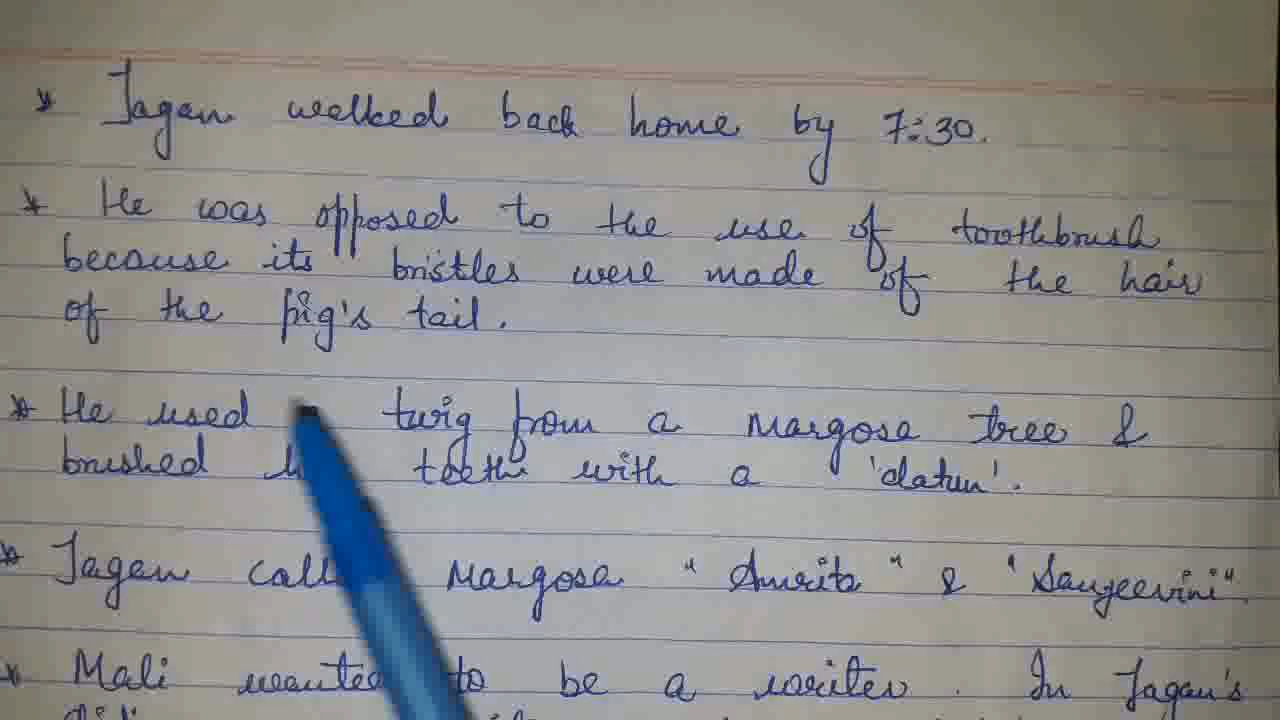 * Jagan walked back home by 7:30.
* He was opposed to the use of toothbrush
because its bristles were made of the hair
of the pig's tail.
* He used twig from a Margosa tree &
brushed teeth with a 'datun'.
* Jagan Margosa "Amrita" & "Sanjeevini"
* Mali wanted to be a writer. In Jagan's